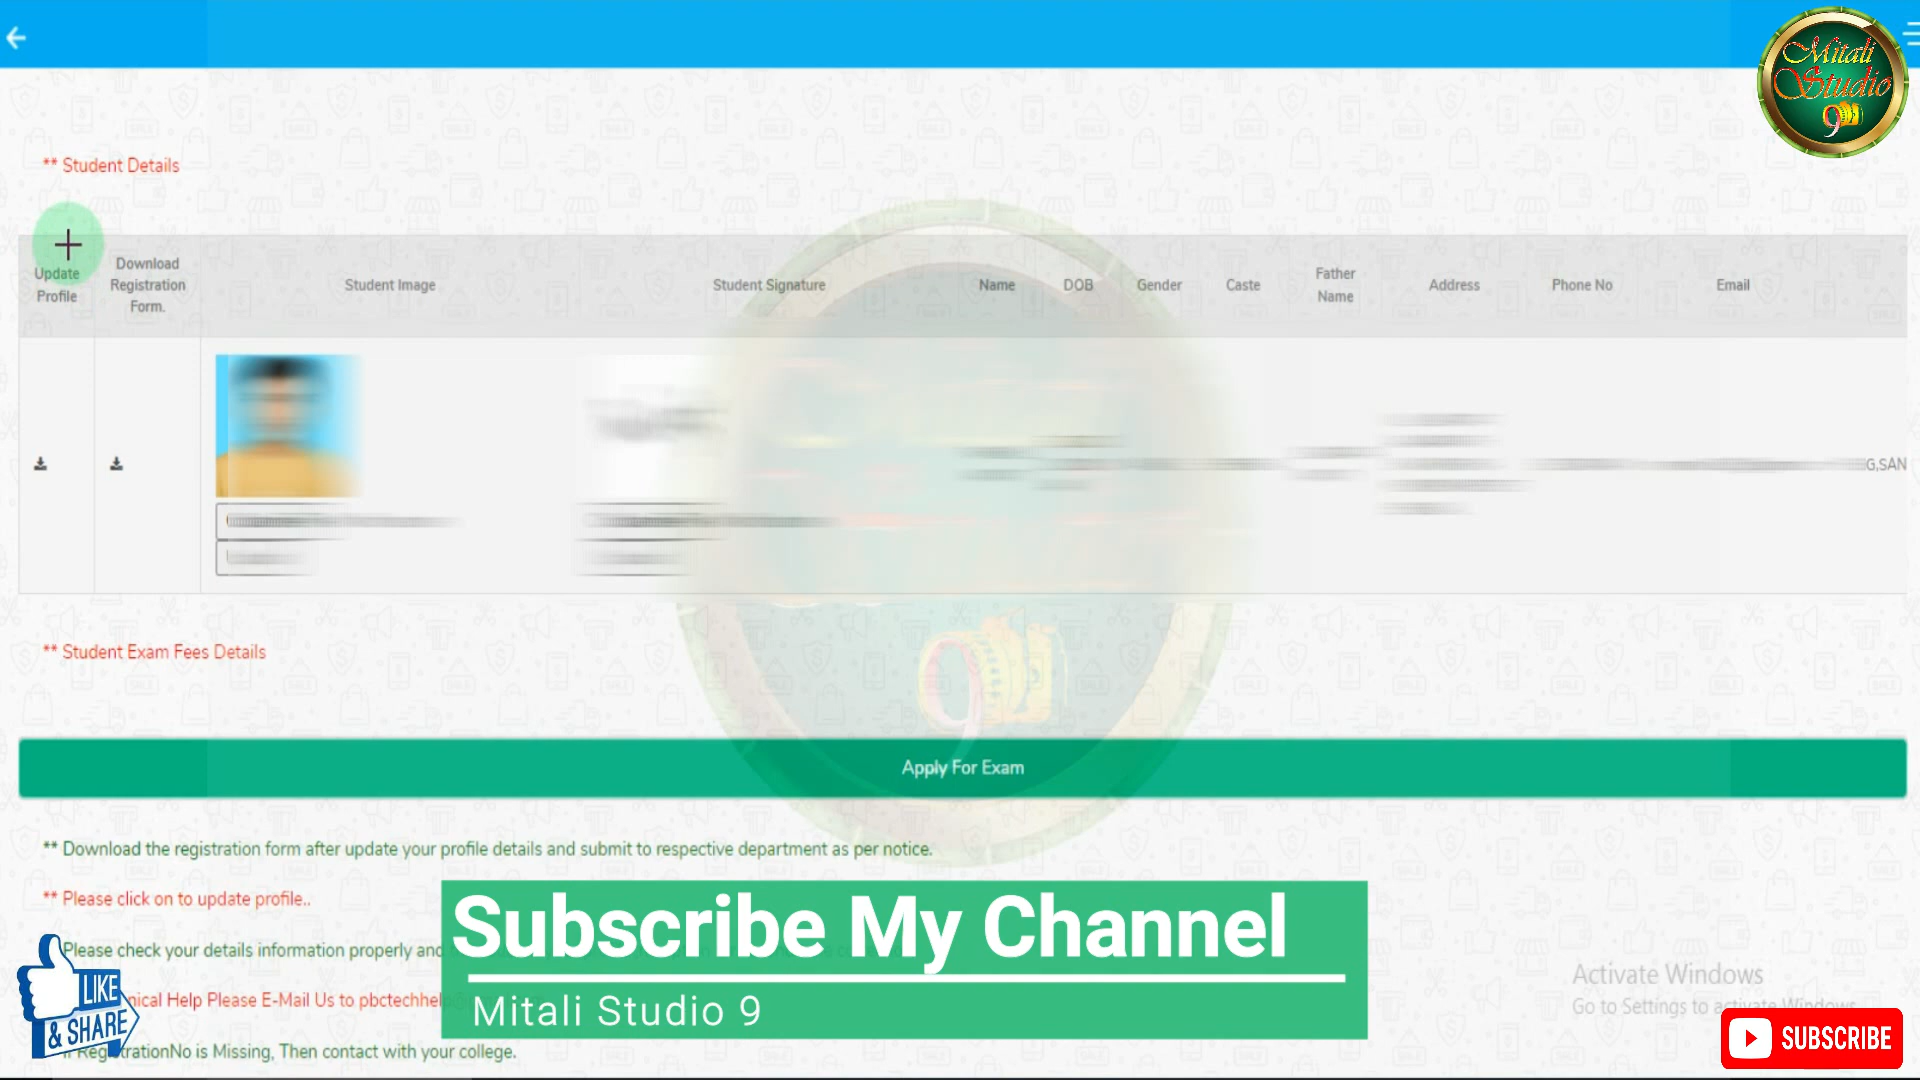 Mitali
Studio
9
** Student Details
Update
Profile
Download
Registration
Form.
Student Image
Student Signature
Name
DOB
Gender
Caste
Father
Name
Address
Phone No
Email
G,SAN
** Student Exam Fees Details
Apply For Exam
** Download the registration form after update your profile details and submit to respective department as per notice.
** Please click on to update profile..
Please check your details information properly and
Help Please E-Mail Us to
is Missing, Then contact with your college.
Subscribe My Channel
Mitali Studio 9
LIKE
& SHARE
Activate Windows
Go to Settings to activate Windows.
SUBSCRIBE